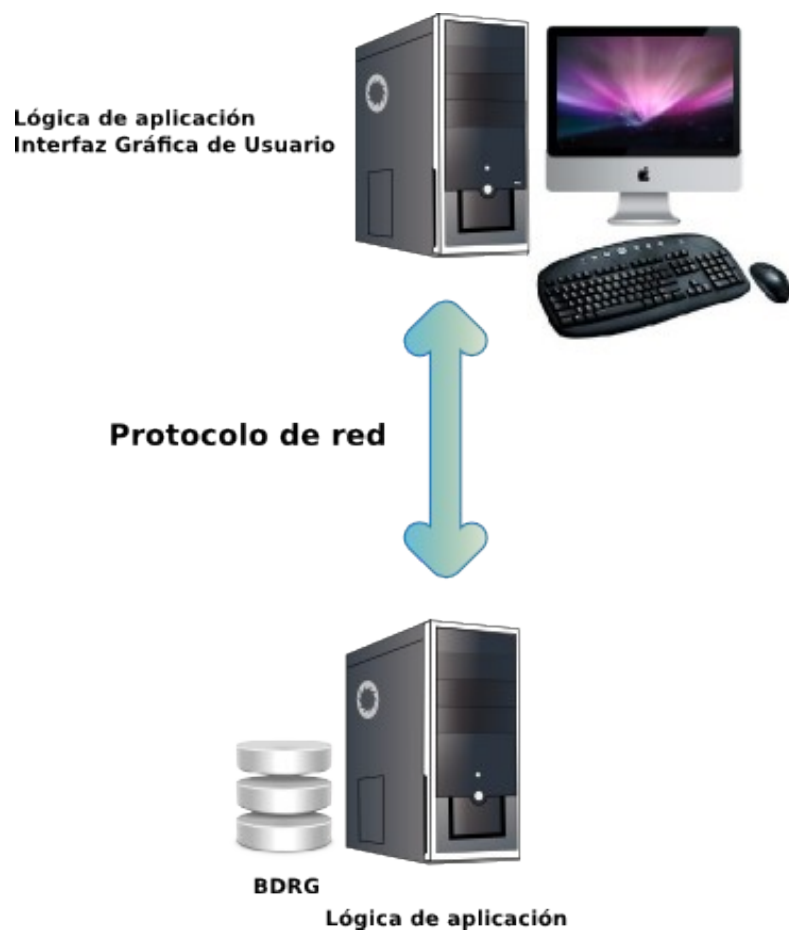 Lógica de aplicación
Interfaz Gráfica de Usuario
Protocolo de red
BDRG
Lógica de aplicación